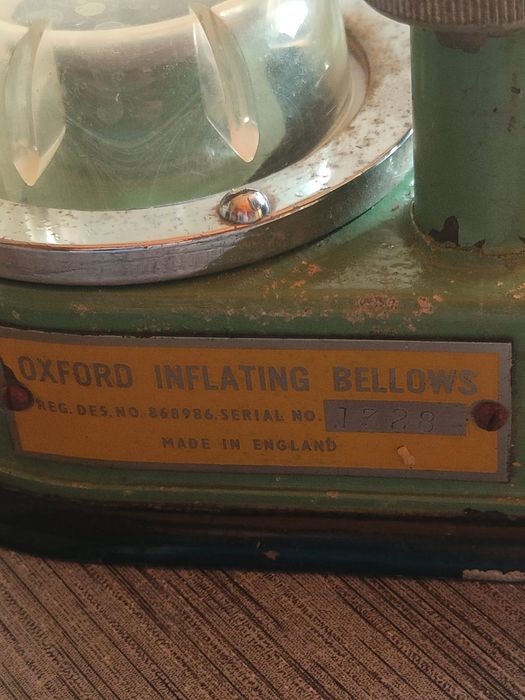 OXFORD INFLATING BELLOWS
REG. DES. NO. 868986. SERIAL NO.
MADE IN ENGLAND